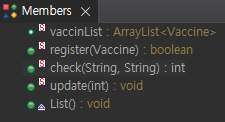 Members
vaccinList : ArrayList<Vaccine>
register(Vaccine) : boolean
check(String, String) : int
update(int) : void
List() : void